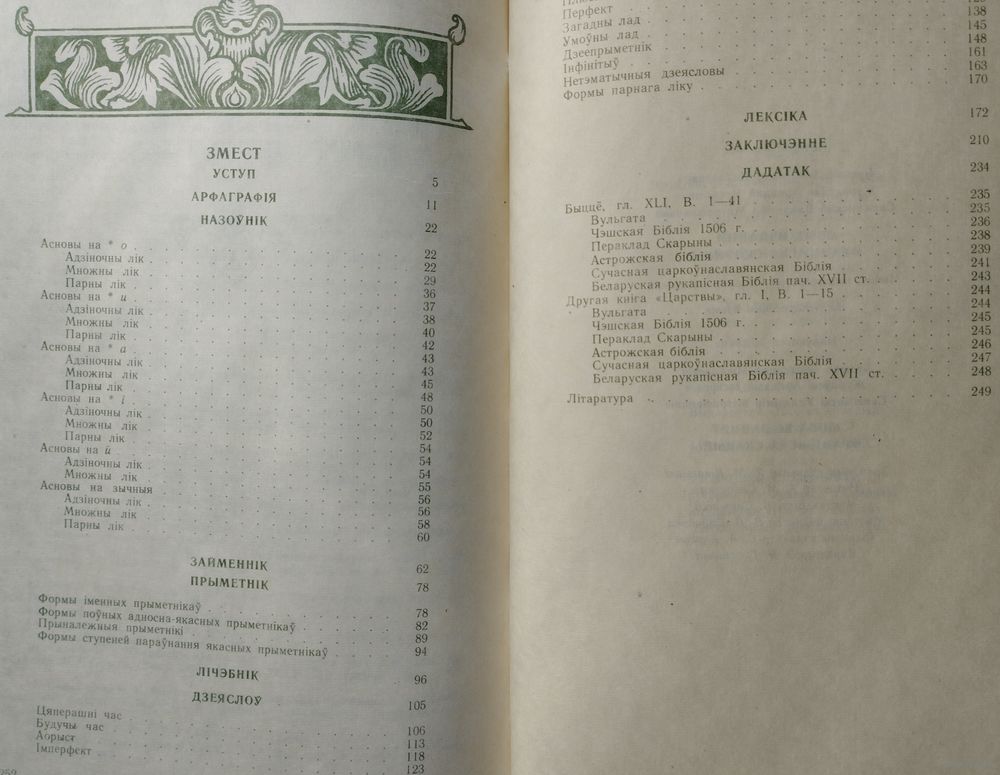 ЗМЕСТ
УСТУП 5
АРФАГРАФІЯ 11
НАЗОЎНІК 22
Асновы на * o . . . 22
Адзіночны лік . . . 22
Множны лік . . . 29
Парны лік . . . 36
Асновы на * u . . . 37
Адзіночны лік . . . 38
Множны лік . . . 40
Парны лік . . . 42
Асновы на * a . . . 43
Адзіночны лік . . . 43
Множны лік . . . 45
Парны лік . . . 48
Асновы на * i . . . 50
Адзіночны лік . . . 50
Множны лік . . . 52
Парны лік . . . 54
Асновы на ŭ . . . 54
Адзіночны лік . . . 54
Множны лік . . . 55
Асновы на зычныя . . . 56
Адзіночны лік . . . 56
Множны лік . . . 58
Парны лік . . . 60
ЗАЙМЕННІК 62
ПРЫМЕТНІК 78
Формы іменных прыметнікаў . . . 78
Формы поўных адносна-якасных прыметнікаў . . . 82
Прыналежныя прыметнікі . . . 89
Формы ступеней параўнання якасных прыметнікаў . . . 94
ЛІЧЭБНІК 96
ДЗЕЯСЛОЎ 105
Цяперашні час . . . 106
Будучы час . . . 113
Аорыст . . . 118
Імперфект . . . 123
Перфект
Загадны лад . . . 138
Умоўны лад . . . 145
Дзеепрыметнік . . . 148
Інфінітыў . . . 161
Нетэматычныя дзеясловы . . . 163
Формы парнага ліку . . . 170
ЛЕКСІКА 172
ЗАКЛЮЧЭННЕ 210
ДАДАТАК 234
Быццё, гл. XLI, В. 1—41 . . . 235
Вульгата . . . 235
Чэшская Біблія 1506 г. . . . 236
Пераклад Скарыны . . . 238
Астрожская біблія . . . 239
Сучасная царкоўнаславянская Біблія . . . 241
Беларуская рукапісная Біблія пач. XVII ст. . . . 243
Другая кніга «Царствы», гл. I, В. 1—15 . . . 244
Вульгата . . . 244
Чэшская Біблія 1506 г. . . . 245
Пераклад Скарыны . . . 245
Астрожская біблія . . . 246
Сучасная царкоўнаславянская Біблія . . . 247
Беларуская рукапісная Біблія пач. XVII ст. . . . 248
Літаратура . . . 249